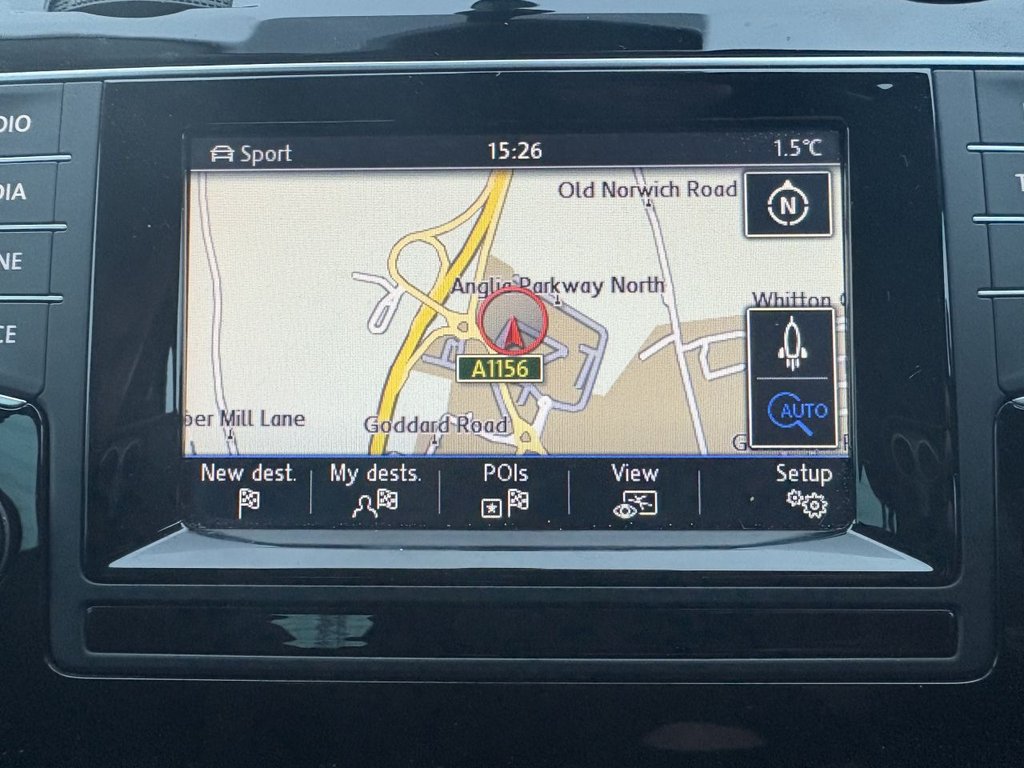 DIO
DIA
NE
CE
T
Sport
15:26
1.5°C
Old Norwich Road
N
Anglia Parkway North
Whitton
A1156
AUTO
ber Mill Lane
Goddard Road
G
New dest.
My dests.
POIs
View
Setup